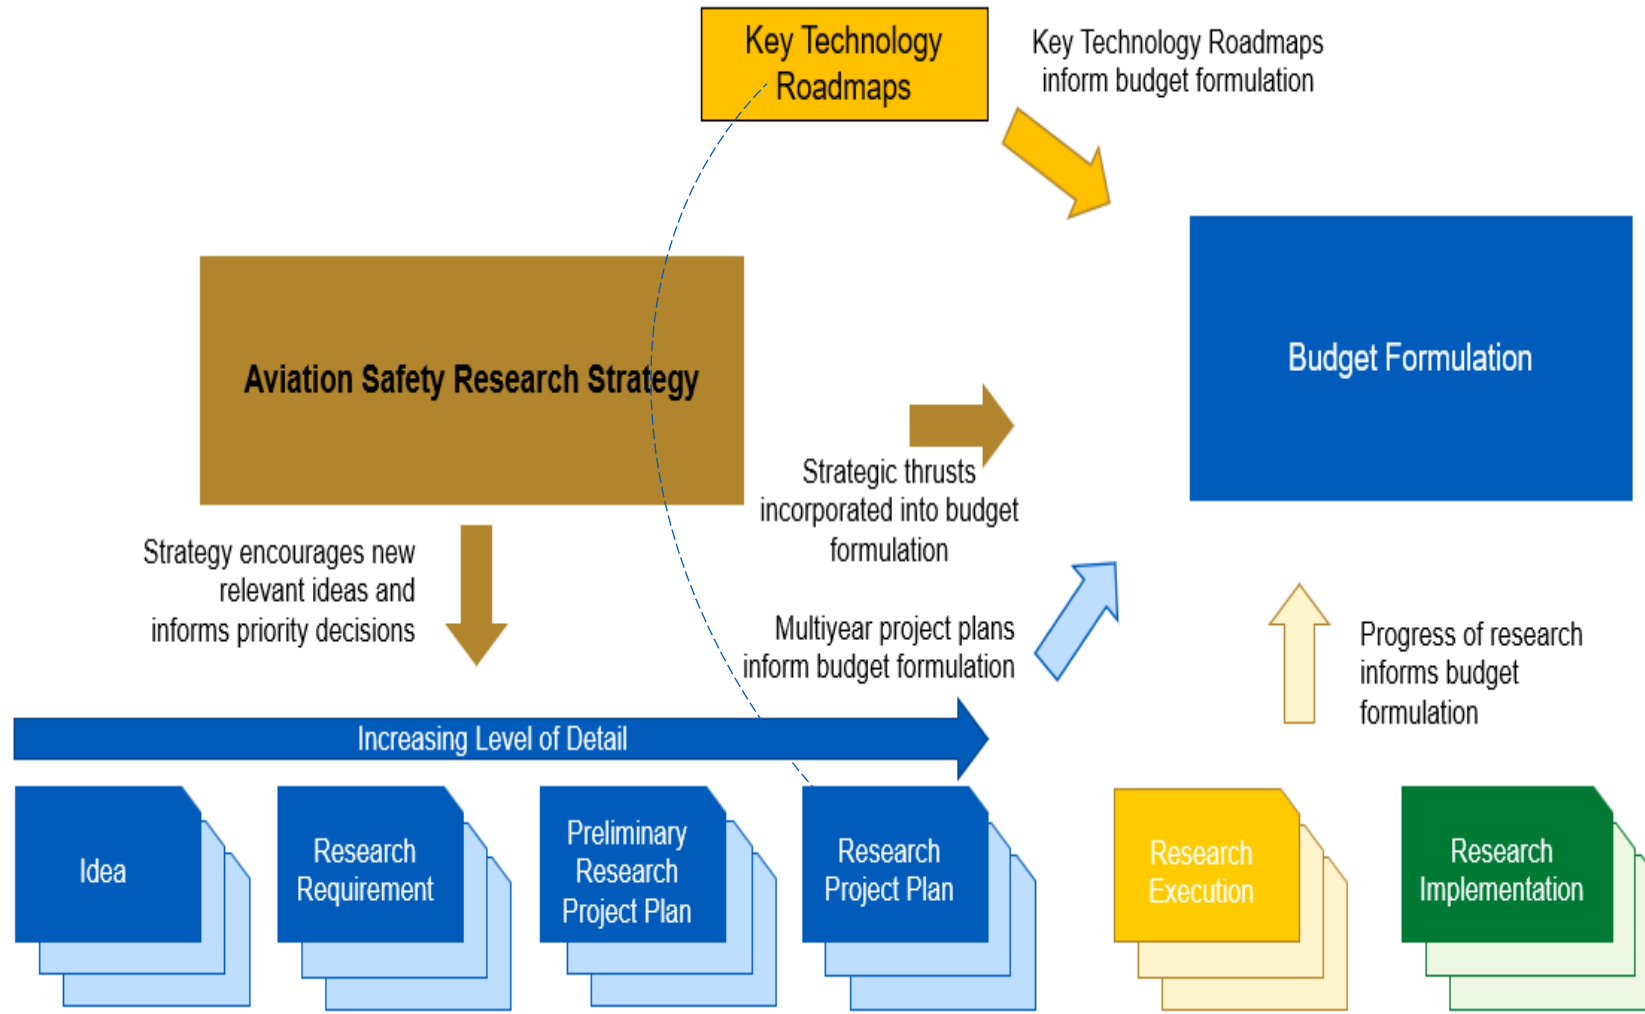 Key Technology
Roadmaps
Key Technology Roadmaps
inform budget formulation
Aviation Safety Research Strategy
Budget Formulation
Strategic thrusts
incorporated into budget
formulation
Strategy encourages new
relevant ideas and
informs priority decisions
Multiyear project plans
inform budget formulation
Progress of research
informs budget
formulation
Increasing Level of Detail
Idea
Research
Requirement
Preliminary
Research
Project Plan
Research
Project Plan
Research
Execution
Research
Implementation